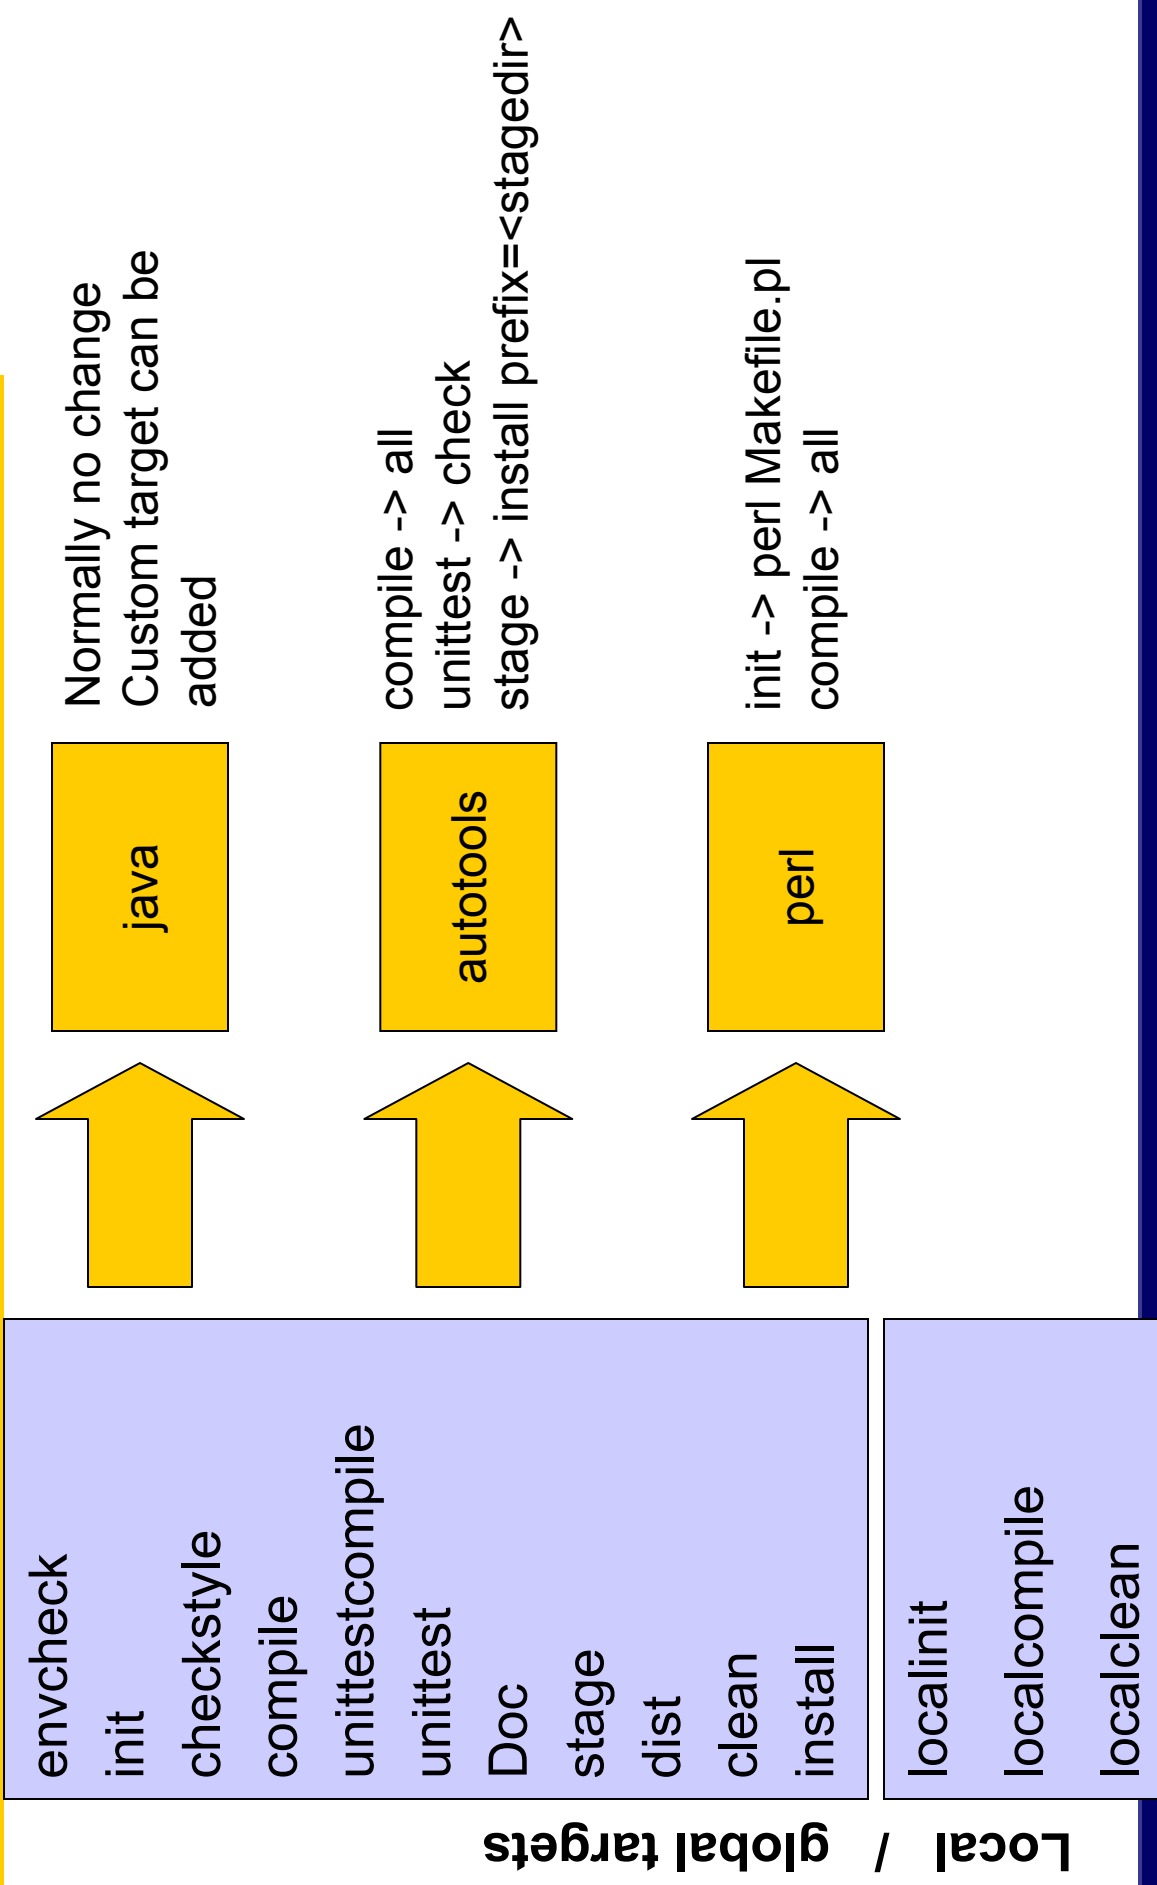 Local / global targets
envcheck
init
checkstyle
compile
unittestcompile
unittest
Doc
stage
dist
clean
install
localinit
localcompile
localclean
java
Normally no change
Custom target can be
added
autotools
compile -> all
unittest -> check
stage -> install prefix=<stagedir>
perl
init -> perl Makefile.pl
compile -> all